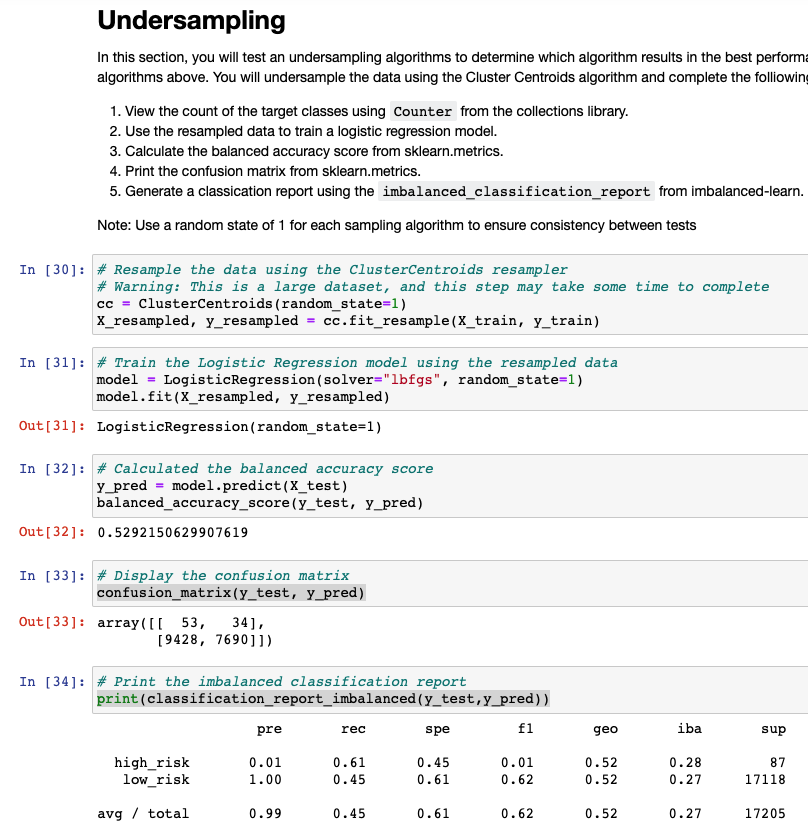 Undersampling
In this section, you will test an undersampling algorithms to determine which algorithm results in the best performa
algorithms above. You will undersample the data using the Cluster Centroids algorithm and complete the folliowing
1. View the count of the target classes using Counter from the collections library.
2. Use the resampled data to train a logistic regression model.
3. Calculate the balanced accuracy score from sklearn.metrics.
4. Print the confusion matrix from sklearn.metrics.
5. Generate a classication report using the imbalanced_classification_report from imbalanced-learn.
Note: Use a random state of 1 for each sampling algorithm to ensure consistency between tests
In [30]: # Resample the data using the ClusterCentroids resampler
# Warning: This is a large dataset, and this step may take some time to complete
cc = ClusterCentroids(random_state=1)
X_resampled, y_resampled = cc.fit_resample(X_train, y_train)
In [31]: # Train the Logistic Regression model using the resampled data
model = LogisticRegression(solver="lbfgs", random_state=1)
model.fit(X_resampled, y_resampled)
Out[31]: LogisticRegression(random_state=1)
In [32]: # Calculated the balanced accuracy score
y_pred = model.predict(X_test)
balanced_accuracy_score(y_test, y_pred)
Out[32]: 0.5292150629907619
In [33]: # Display the confusion matrix
confusion_matrix(y_test, y_pred)
Out[33]: array([[  53,   34],
[9428, 7690]])
In [34]: # Print the imbalanced classification report
print(classification_report_imbalanced(y_test,y_pred))
pre rec spe f1 geo iba sup
high_risk 0.01 0.61 0.45 0.01 0.52 0.28 87
low_risk 1.00 0.45 0.61 0.62 0.52 0.27 17118
avg / total 0.99 0.45 0.61 0.62 0.52 0.27 17205